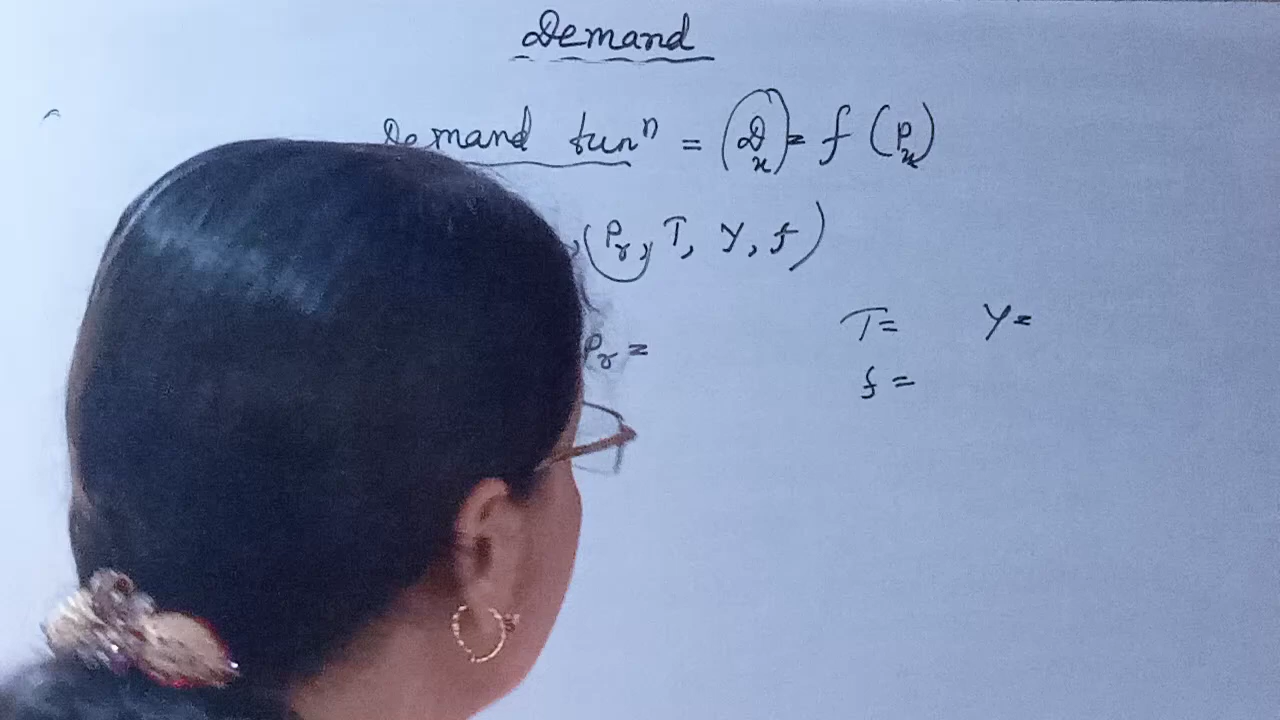 Demand
Demand funⁿ = (Dx) = f (Px)
, (Pr, T, Y, f)
Pr =
T = Y =
f =